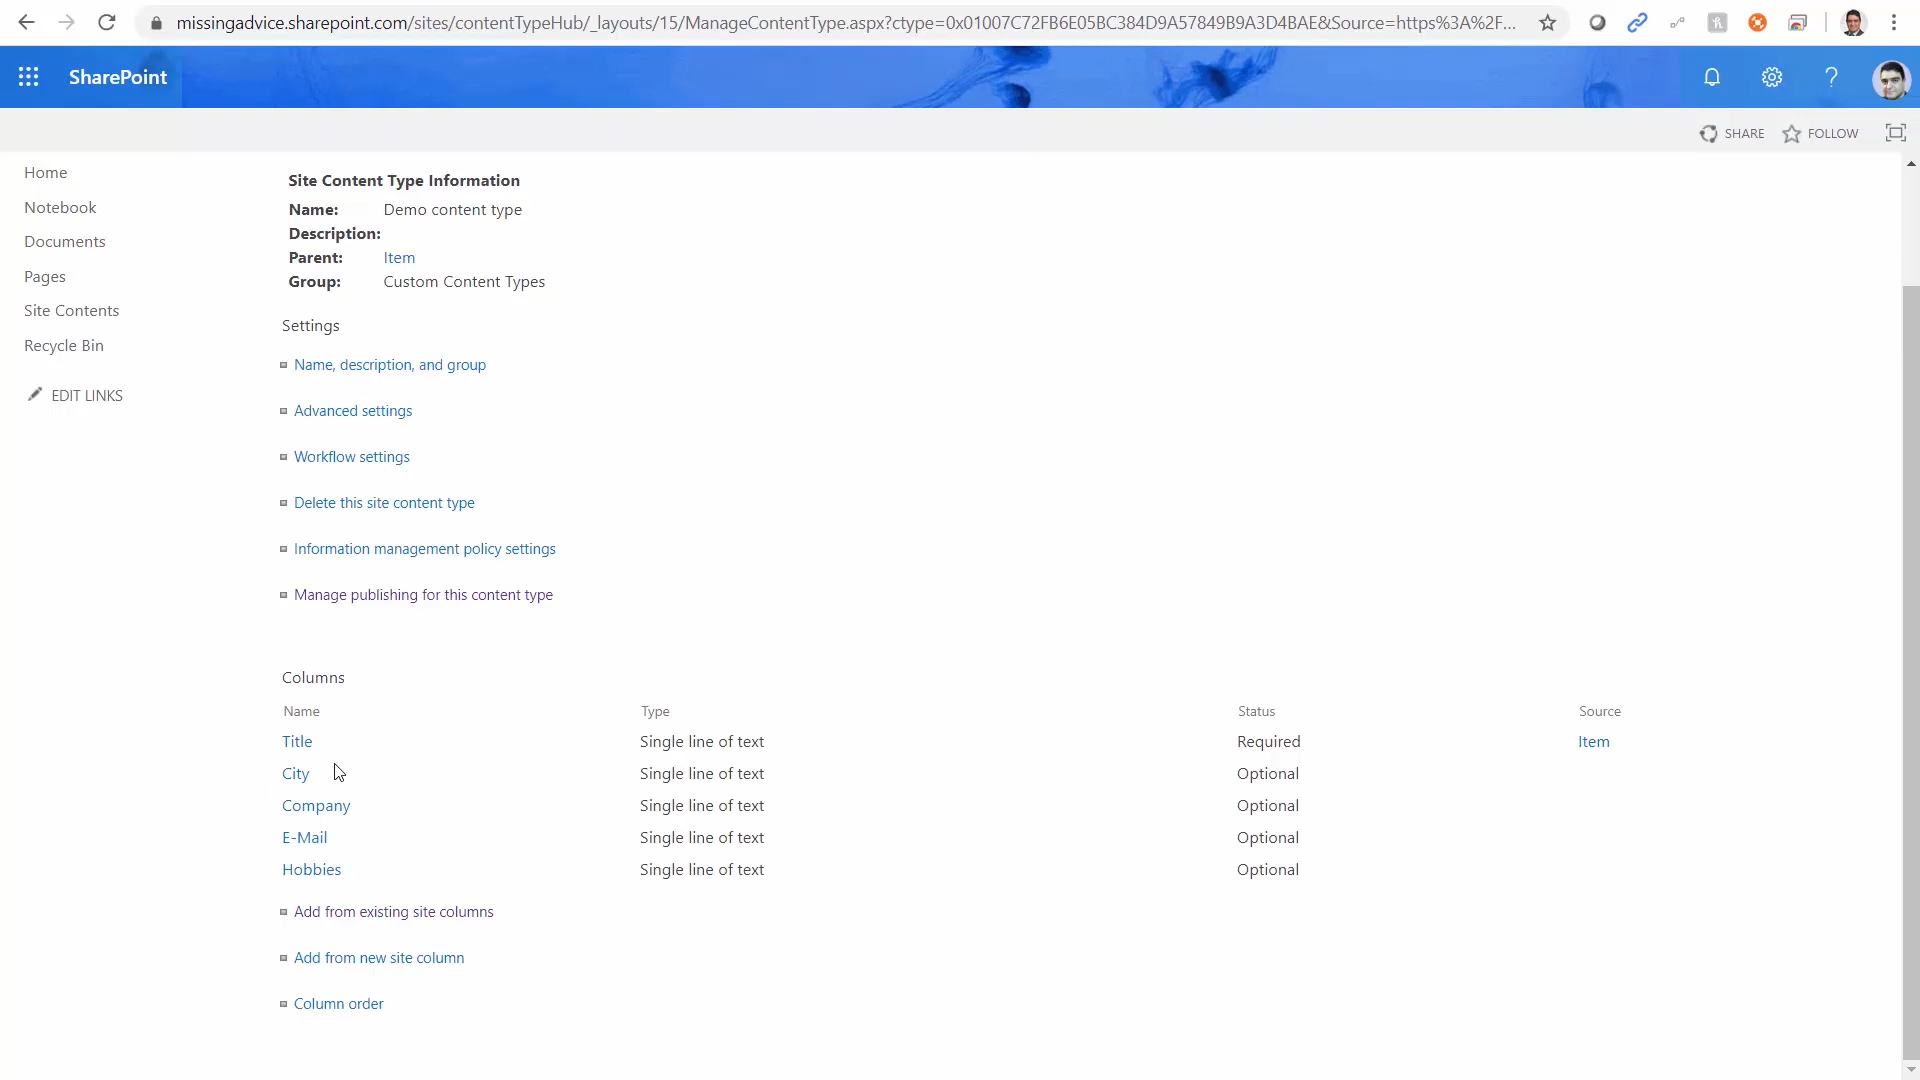 missingadvice.sharepoint.com/sites/contentTypeHub/_layouts/15/ManageContentType.aspx?ctype=0x01007C72FB6E05BC384D9A57849B9A3D4BAE&Source=https%3A%2F...
SharePoint
SHARE FOLLOW
Home
Notebook
Documents
Pages
Site Contents
Recycle Bin
EDIT LINKS
Site Content Type Information
Name: Demo content type
Description:
Parent: Item
Group: Custom Content Types
Settings
Name, description, and group
Advanced settings
Workflow settings
Delete this site content type
Information management policy settings
Manage publishing for this content type
Columns
Name Type Status Source
Title Single line of text Required Item
City Single line of text Optional
Company Single line of text Optional
E-Mail Single line of text Optional
Hobbies Single line of text Optional
Add from existing site columns
Add from new site column
Column order